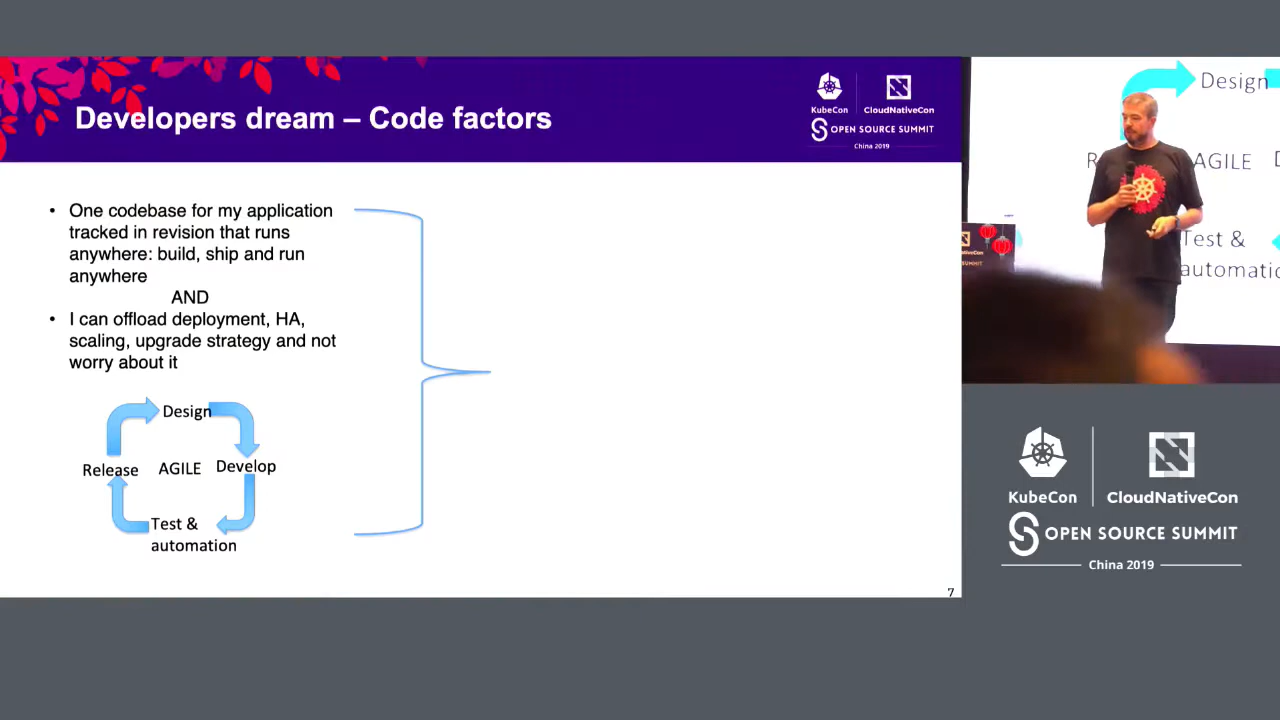 Developers dream – Code factors
KubeCon
CloudNativeCon
OPEN SOURCE SUMMIT
China 2019
• One codebase for my application
tracked in revision that runs
anywhere: build, ship and run
anywhere
AND
• I can offload deployment, HA,
scaling, upgrade strategy and not
worry about it
Design
Release
AGILE
Develop
Test &
automation
7
Design
AGILE
Test &
KubeCon
CloudNativeCon
OPEN SOURCE SUMMIT
China 2019